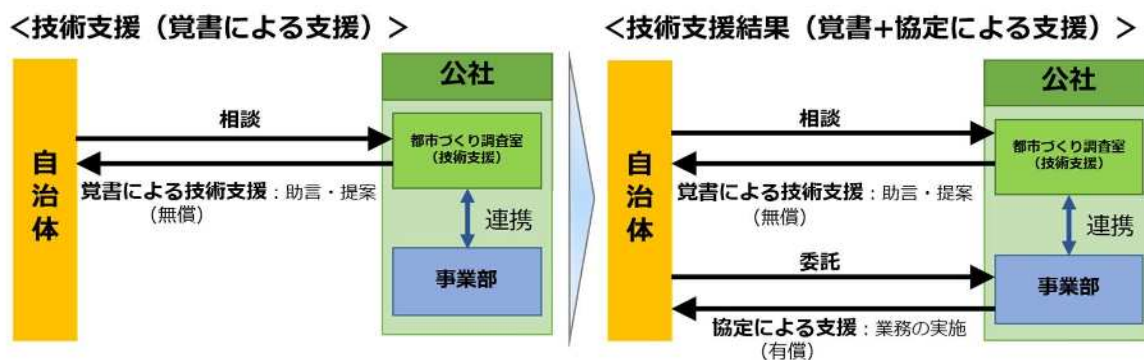 ＜技術支援（覚書による支援）＞
公社
自治体
相談
都市づくり調査室
（技術支援）
覚書による技術支援：助言・提案
（無償）
連携
事業部
＜技術支援結果（覚書+協定による支援）＞
公社
自治体
相談
都市づくり調査室
（技術支援）
覚書による技術支援：助言・提案
（無償）
連携
委託
事業部
協定による支援：業務の実施
（有償）